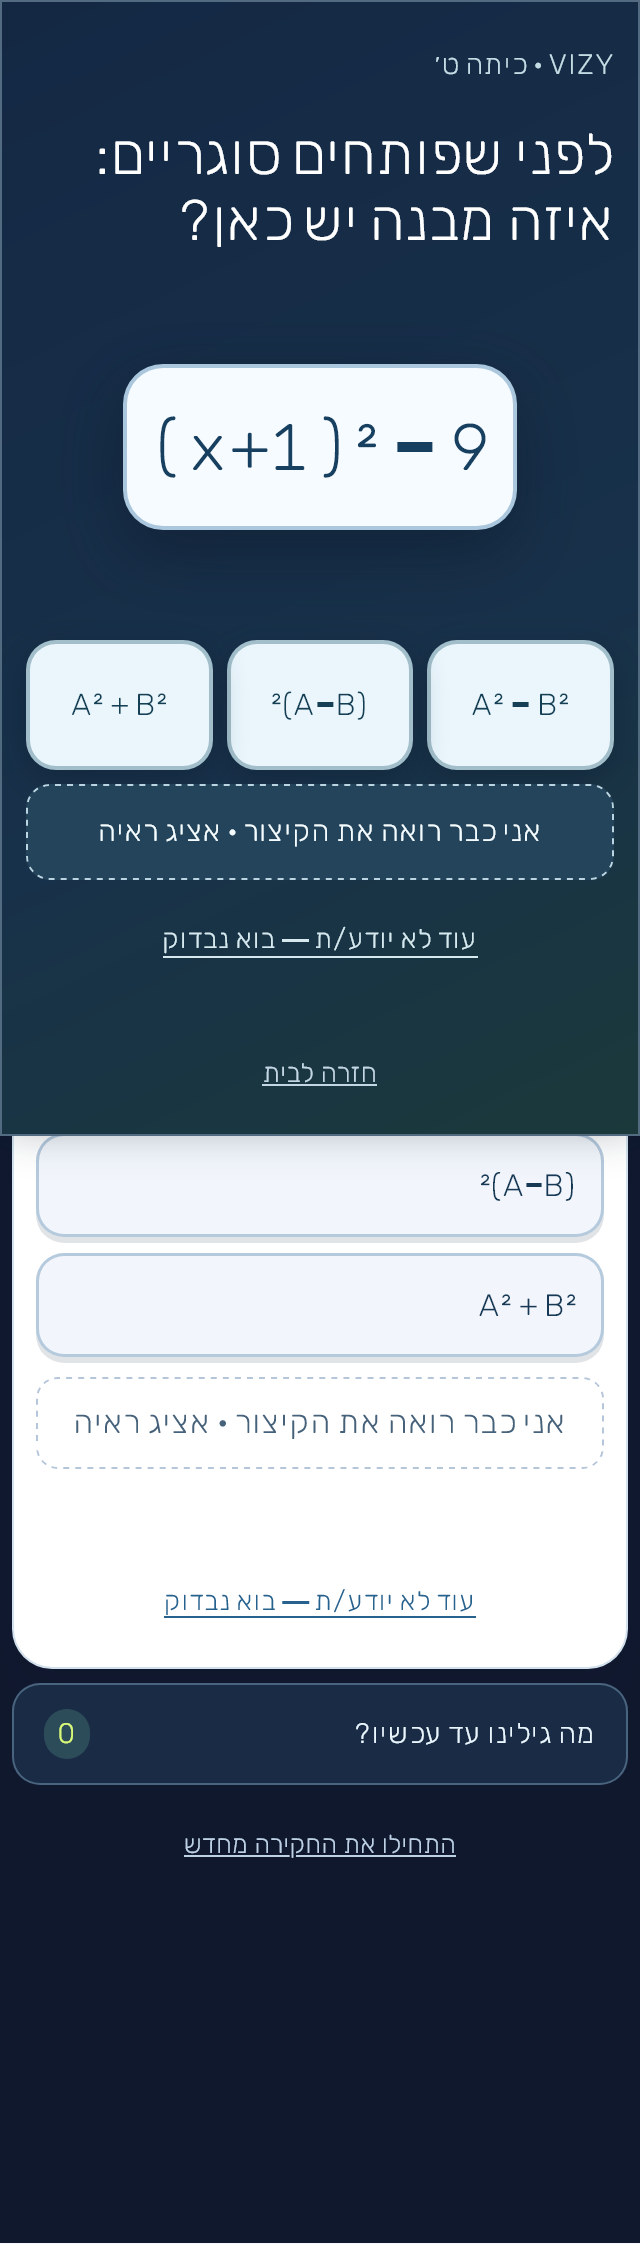 VIZY • כיתה ט׳
לפני שפותחים סוגריים:
איזה מבנה יש כאן?
( x+1 )² − 9
A² − B²
(A−B)²
A² + B²
אני כבר רואה את הקיצור • אציג ראיה
עוד לא יודע/ת — בוא נבדוק
חזרה לבית
(A−B)²
A² + B²
אני כבר רואה את הקיצור • אציג ראיה
עוד לא יודע/ת — בוא נבדוק
מה גילינו עד עכשיו?
0
התחילו את החקירה מחדש